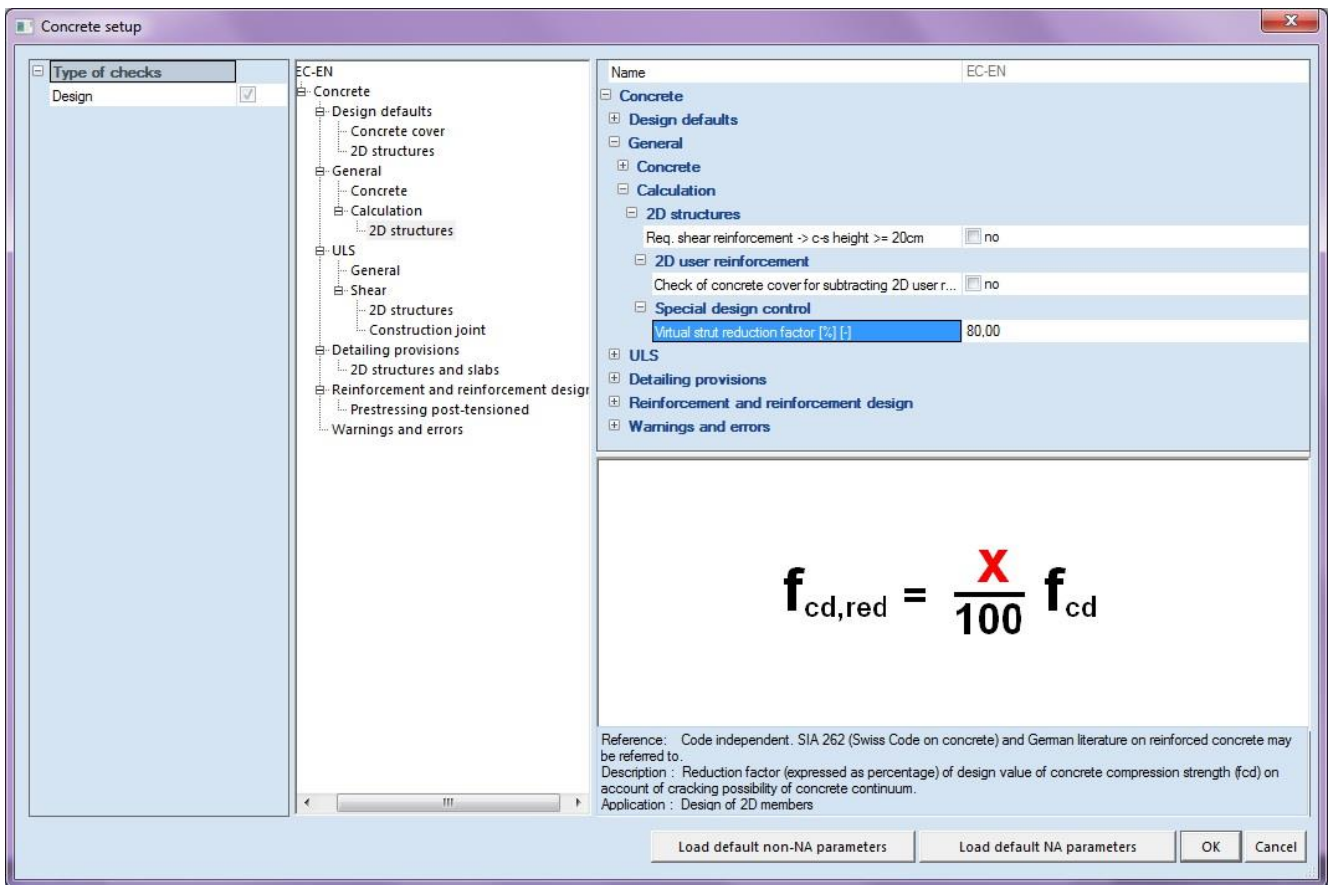 Concrete setup
Type of checks
Design
EC-EN
Concrete
Design defaults
Concrete cover
2D structures
General
Concrete
Calculation
2D structures
ULS
General
Shear
2D structures
Construction joint
Detailing provisions
2D structures and slabs
Reinforcement and reinforcement desigr
Prestressing post-tensioned
Warnings and errors
Name EC-EN
Concrete
Design defaults
General
Concrete
Calculation
2D structures
Req. shear reinforcement -> c-s height >= 20cm no
2D user reinforcement
Check of concrete cover for subtracting 2D user r... no
Special design control
Virtual strut reduction factor [%] [-] 80,00
ULS
Detailing provisions
Reinforcement and reinforcement design
Warnings and errors
f_cd,red = X/100 f_cd
Reference: Code independent. SIA 262 (Swiss Code on concrete) and German literature on reinforced concrete may
be referred to.
Description : Reduction factor (expressed as percentage) of design value of concrete compression strength (fcd) on
account of cracking possibility of concrete continuum.
Application : Design of 2D members
Load default non-NA parameters Load default NA parameters OK Cancel